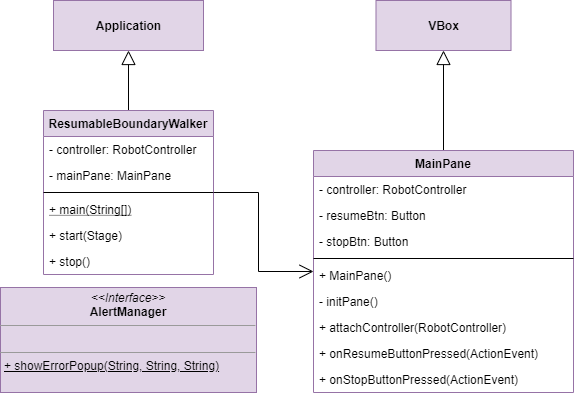 Application
VBox
ResumableBoundaryWalker
- controller: RobotController
- mainPane: MainPane
+ main(String[])
+ start(Stage)
+ stop()
MainPane
- controller: RobotController
- resumeBtn: Button
- stopBtn: Button
+ MainPane()
- initPane()
+ attachController(RobotController)
+ onResumeButtonPressed(ActionEvent)
+ onStopButtonPressed(ActionEvent)
<<Interface>>
AlertManager
+ showErrorPopup(String, String, String)